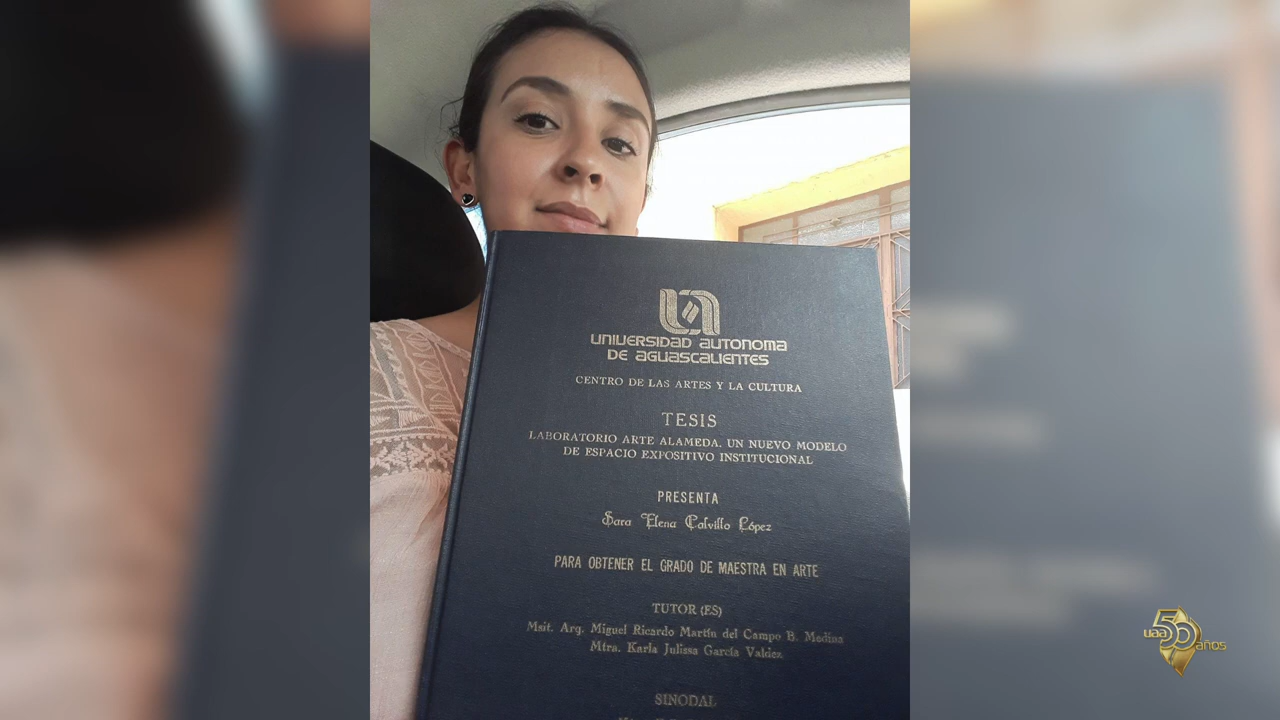 UNIVERSIDAD AUTONOMA
DE AGUASCALIENTES
CENTRO DE LAS ARTES Y LA CULTURA
TESIS
LABORATORIO ARTE ALAMEDA. UN NUEVO MODELO
DE ESPACIO EXPOSITIVO INSTITUCIONAL
PRESENTA
Sara Elena Calvillo López
PARA OBTENER EL GRADO DE MAESTRA EN ARTE
TUTOR (ES)
Msit. Arq. Miguel Ricardo Martín del Campo B. Medina
Mtra. Karla Julissa García Valdez
SINODAL
uaa 50 años